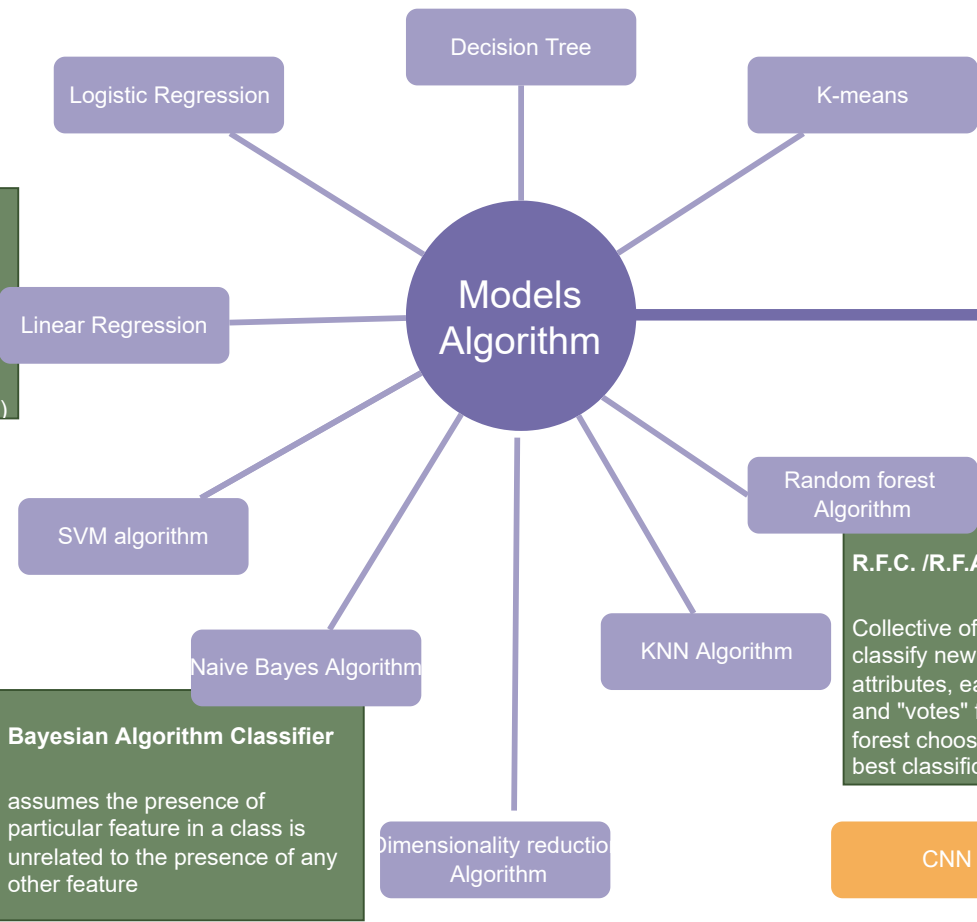 Decision Tree
Logistic Regression
K-means
Models
Algorithm
Linear Regression
)
Random forest
Algorithm
SVM algorithm
R.F.C. /R.F.A
Collective of
classify new
attributes, ea
and "votes"
forest choos
best classific
KNN Algorithm
Naive Bayes Algorithm
Bayesian Algorithm Classifier
assumes the presence of
particular feature in a class is
unrelated to the presence of any
other feature
Dimensionality reductio
Algorithm
CNN